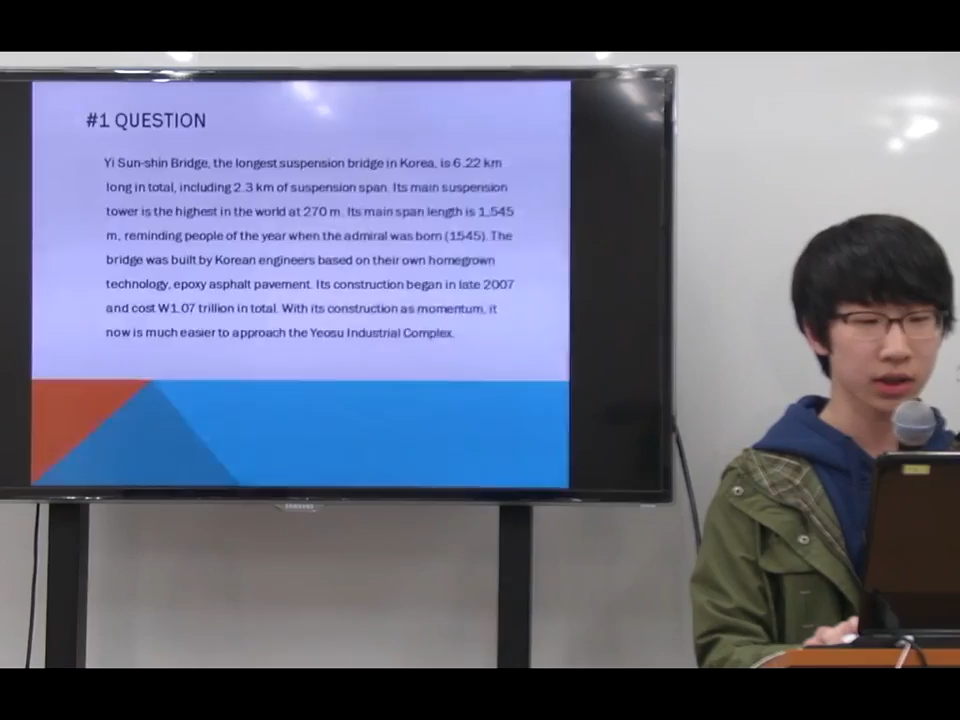 #1 QUESTION
Yi Sun-shin Bridge, the longest suspension bridge in Korea, is 6.22 km
long in total, including 2.3 km of suspension span. Its main suspension
tower is the highest in the world at 270 m. Its main span length is 1,545
m, reminding people of the year when the admiral was born (1545). The
bridge was built by Korean engineers based on their own homegrown
technology, epoxy asphalt pavement. Its construction began in late 2007
and cost W1.07 trillion in total. With its construction as momentum, it
now is much easier to approach the Yeosu Industrial Complex.
SAMSUNG